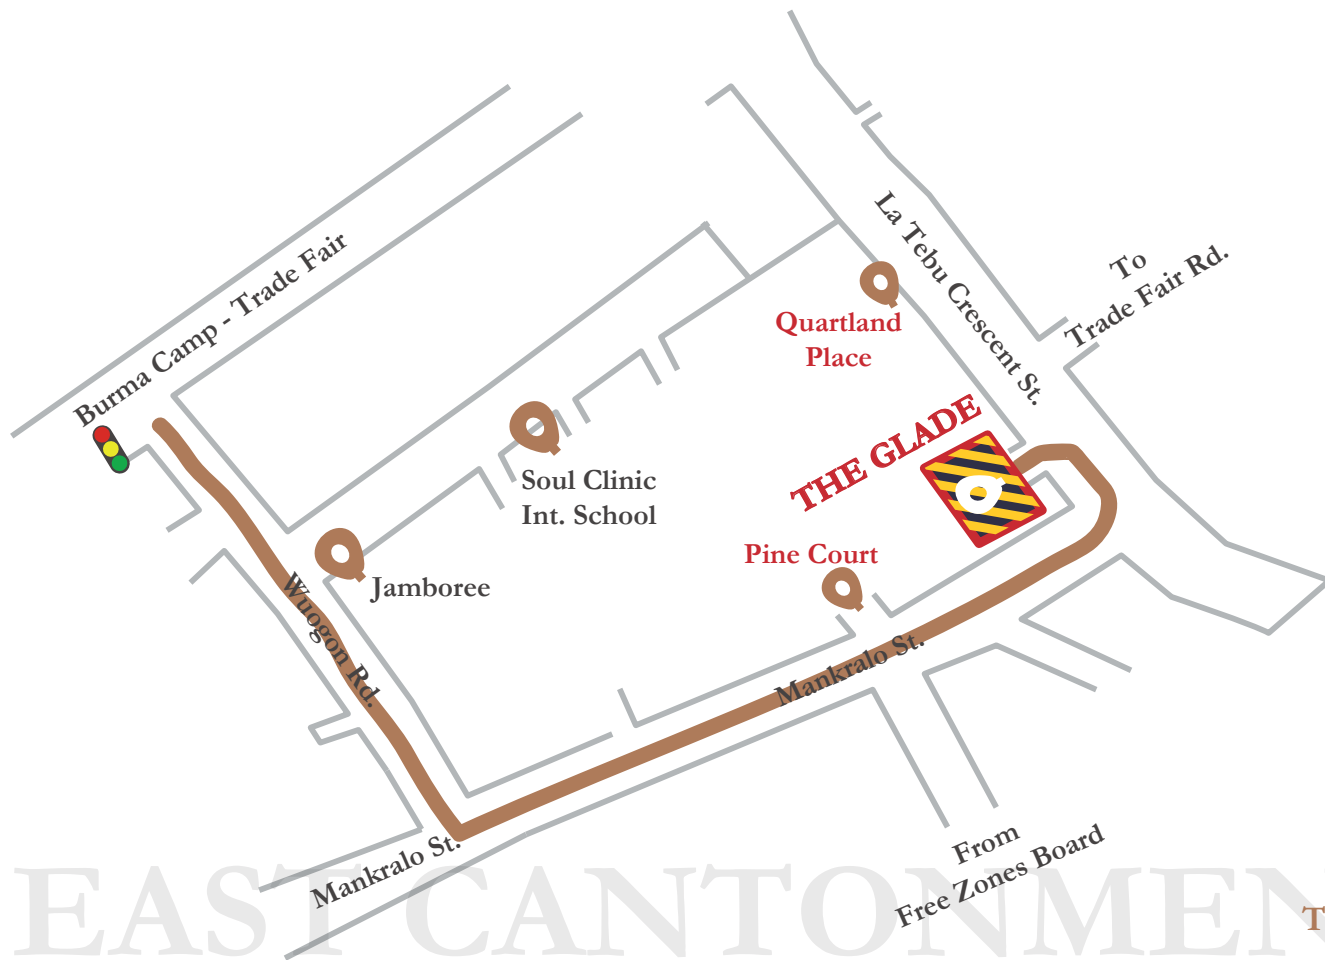 La Tebu Crescent St.
To
Trade Fair Rd.
Burma Camp - Trade Fair
Quartland
Place
THE GLADE
Soul Clinic
Int. School
Pine Court
Jamboree
Wuogon Rd.
Mankralo St.
Mankralo St.
From
Free Zones Board
EAST CANTONMEN
T